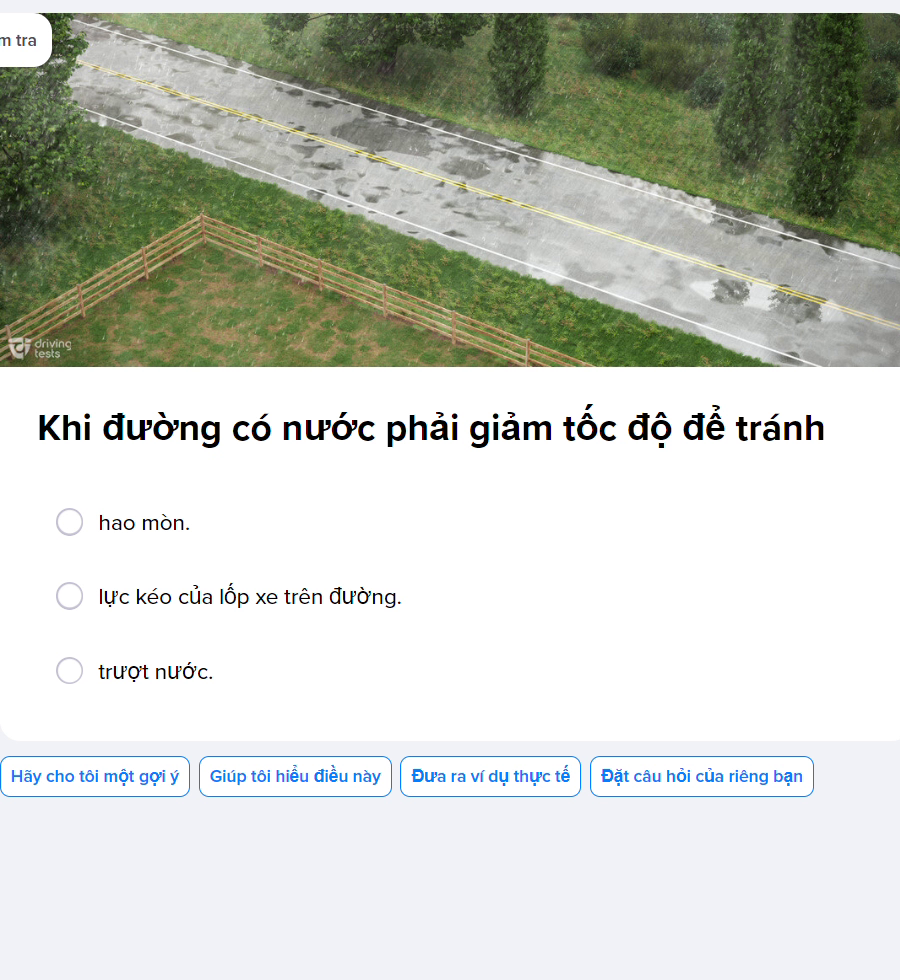 m tra
driving
tests
Khi đường có nước phải giảm tốc độ để tránh
hao mòn.
lực kéo của lốp xe trên đường.
trượt nước.
Hãy cho tôi một gợi ý
Giúp tôi hiểu điều này
Đưa ra ví dụ thực tế
Đặt câu hỏi của riêng bạn